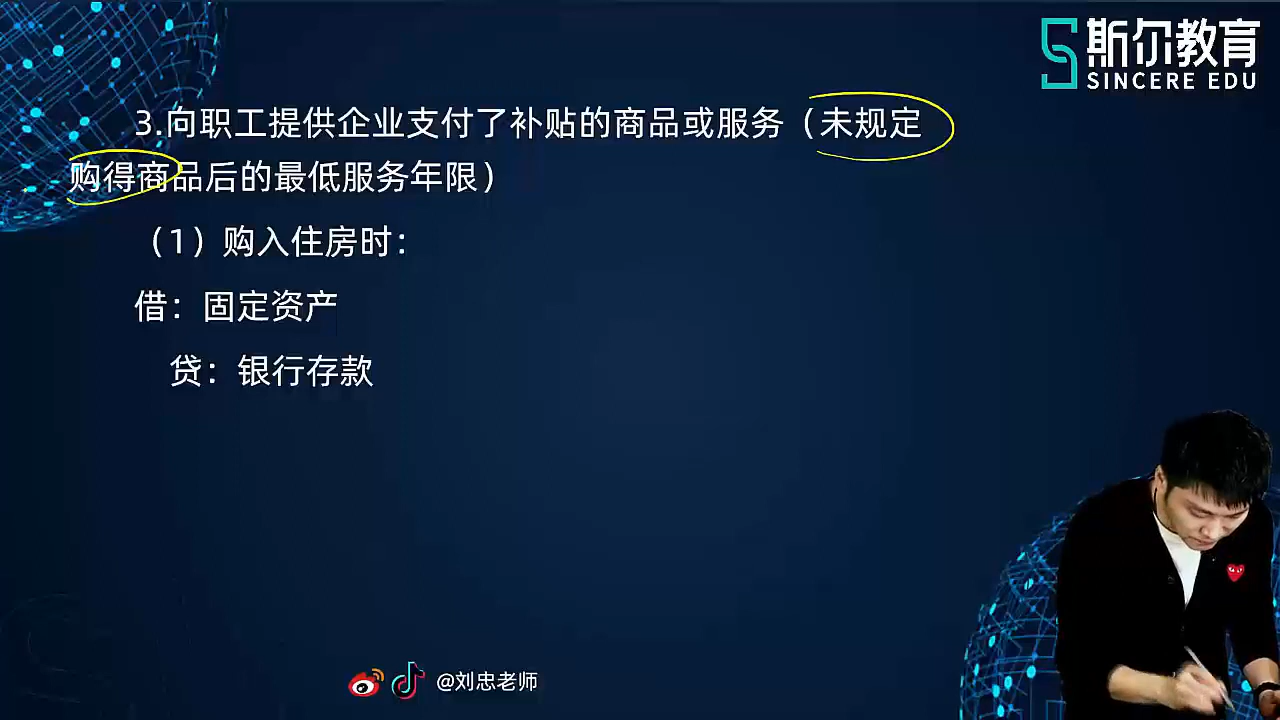 斯尔教育
SINCERE EDU
3.向职工提供企业支付了补贴的商品或服务（未规定
购得商品后的最低服务年限）
（1）购入住房时：
借：固定资产
贷：银行存款
@刘忠老师